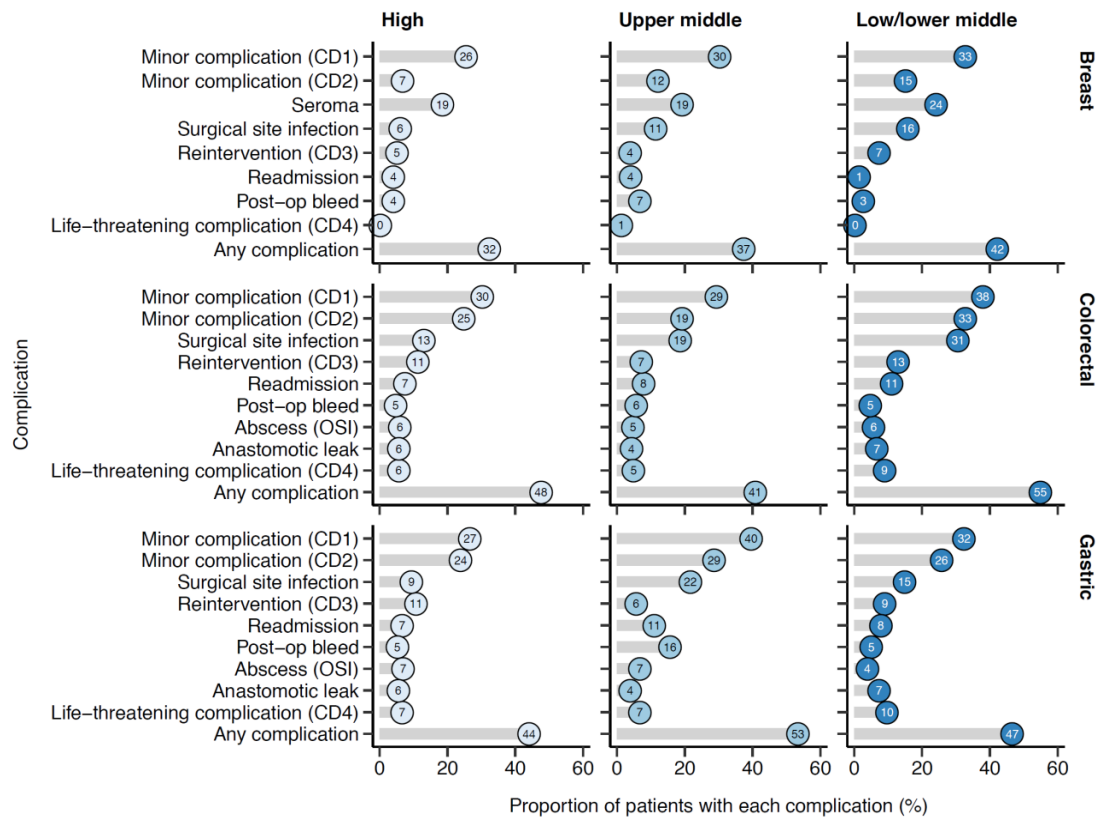 High Upper middle Low/lower middle
Minor complication (CD1) 26 30 33
Minor complication (CD2) 7 12 15
Seroma 19 19 24
Surgical site infection 6 11 16
Reintervention (CD3) 5 4 7
Readmission 4 4 1
Post−op bleed 4 7 3
Life−threatening complication (CD4) 0 1 0
Any complication 32 37 42
Breast
Minor complication (CD1) 30 29 38
Minor complication (CD2) 25 19 33
Surgical site infection 13 19 31
Reintervention (CD3) 11 7 13
Readmission 7 8 11
Post−op bleed 5 6 5
Abscess (OSI) 6 5 6
Anastomotic leak 6 4 7
Life−threatening complication (CD4) 6 5 9
Any complication 48 41 55
Colorectal
Minor complication (CD1) 27 40 32
Minor complication (CD2) 24 29 26
Surgical site infection 9 22 15
Reintervention (CD3) 11 6 9
Readmission 7 11 8
Post−op bleed 5 16 5
Abscess (OSI) 7 7 4
Anastomotic leak 6 4 7
Life−threatening complication (CD4) 7 7 10
Any complication 44 53 47
Gastric
0 20 40 60 0 20 40 60 0 20 40 60
Complication
Proportion of patients with each complication (%)